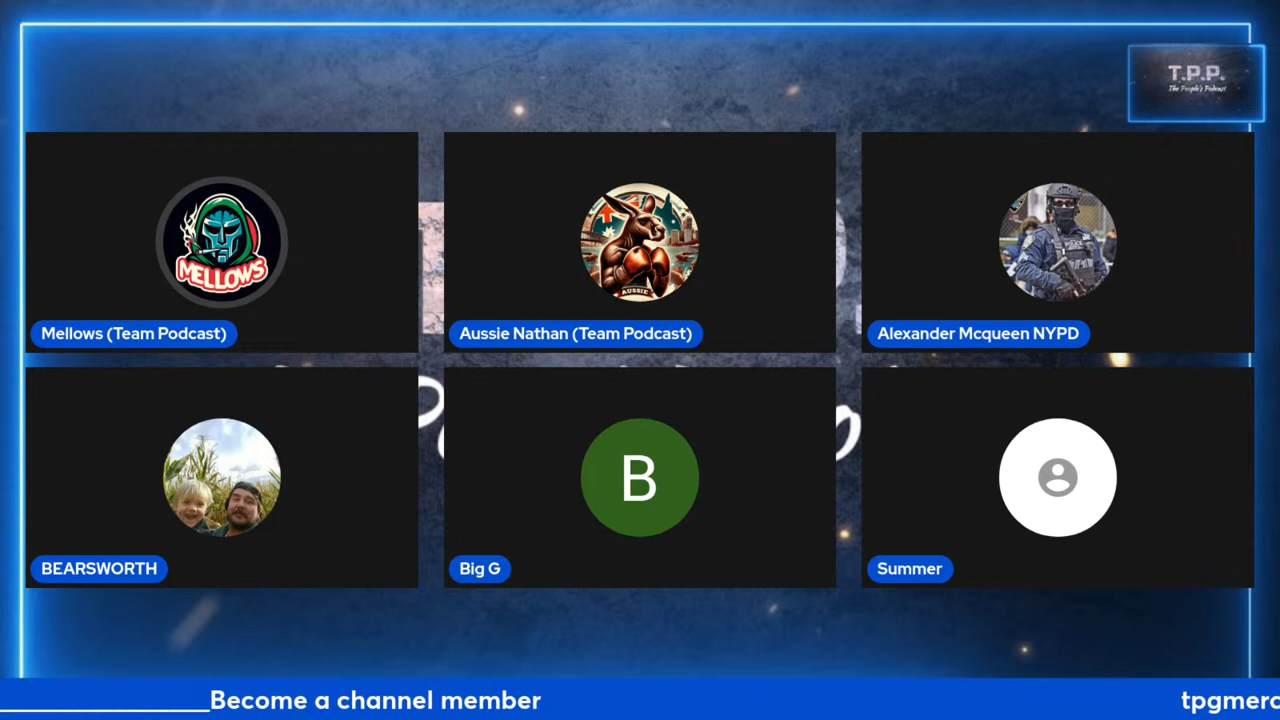 T.P.P.
The People's Podcast
MELLOWS
AUSSIE
POLICE
Mellows (Team Podcast)
Aussie Nathan (Team Podcast)
Alexander Mcqueen NYPD
B
BEARSWORTH
Big G
Summer
Become a channel member
tpgmerc